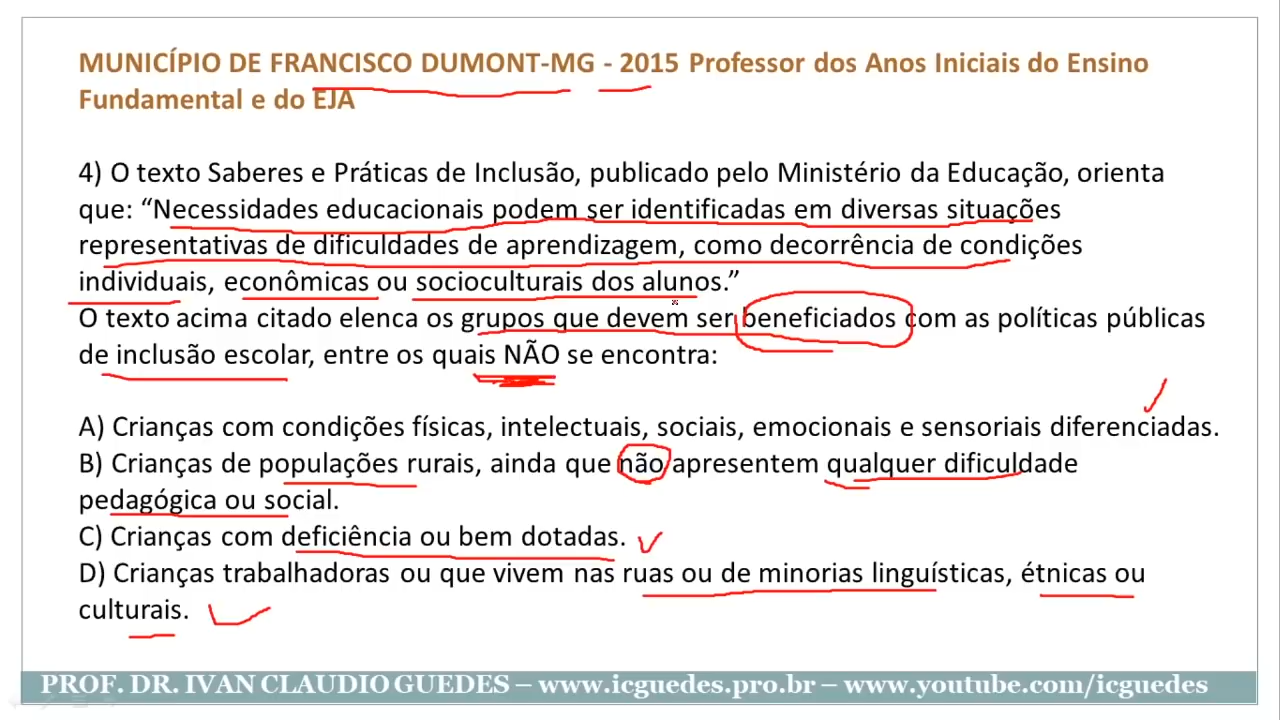 MUNICÍPIO DE FRANCISCO DUMONT-MG - 2015 Professor dos Anos Iniciais do Ensino
Fundamental e do EJA
4) O texto Saberes e Práticas de Inclusão, publicado pelo Ministério da Educação, orienta
que: “Necessidades educacionais podem ser identificadas em diversas situações
representativas de dificuldades de aprendizagem, como decorrência de condições
individuais, econômicas ou socioculturais dos alunos.”
O texto acima citado elenca os grupos que devem ser beneficiados com as políticas públicas
de inclusão escolar, entre os quais NÃO se encontra:
A) Crianças com condições físicas, intelectuais, sociais, emocionais e sensoriais diferenciadas.
B) Crianças de populações rurais, ainda que não apresentem qualquer dificuldade
pedagógica ou social.
C) Crianças com deficiência ou bem dotadas.
D) Crianças trabalhadoras ou que vivem nas ruas ou de minorias linguísticas, étnicas ou
culturais.
PROF. DR. IVAN CLAUDIO GUEDES – www.icguedes.pro.br – www.youtube.com/icguedes